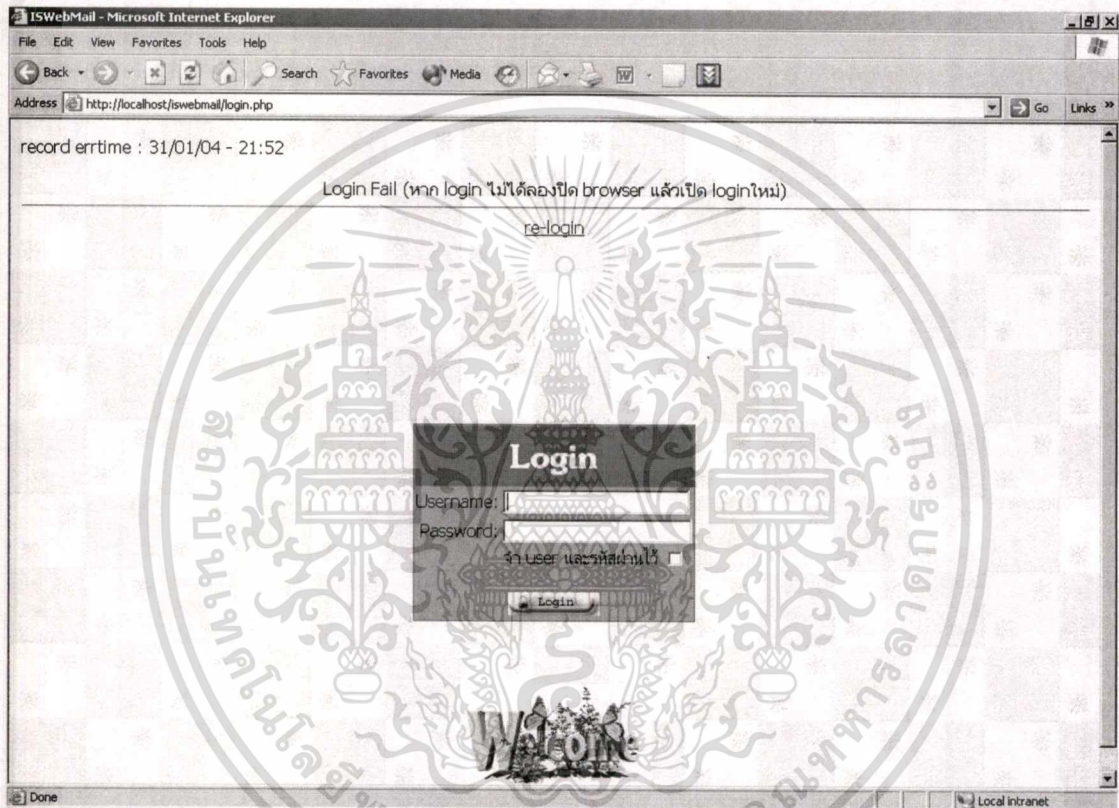 ISWebMail - Microsoft Internet Explorer
File Edit View Favorites Tools Help
Back Search Favorites Media
Address http://localhost/iswebmail/login.php Go Links »
record errtime : 31/01/04 - 21:52
Login Fail (หาก login ไม่ได้ลองปิด browser แล้วเปิด loginใหม่)
re-login
Login
Username:
Password:
จำ user และรหัสผ่านไว้
Login
Welcome
Done Local intranet